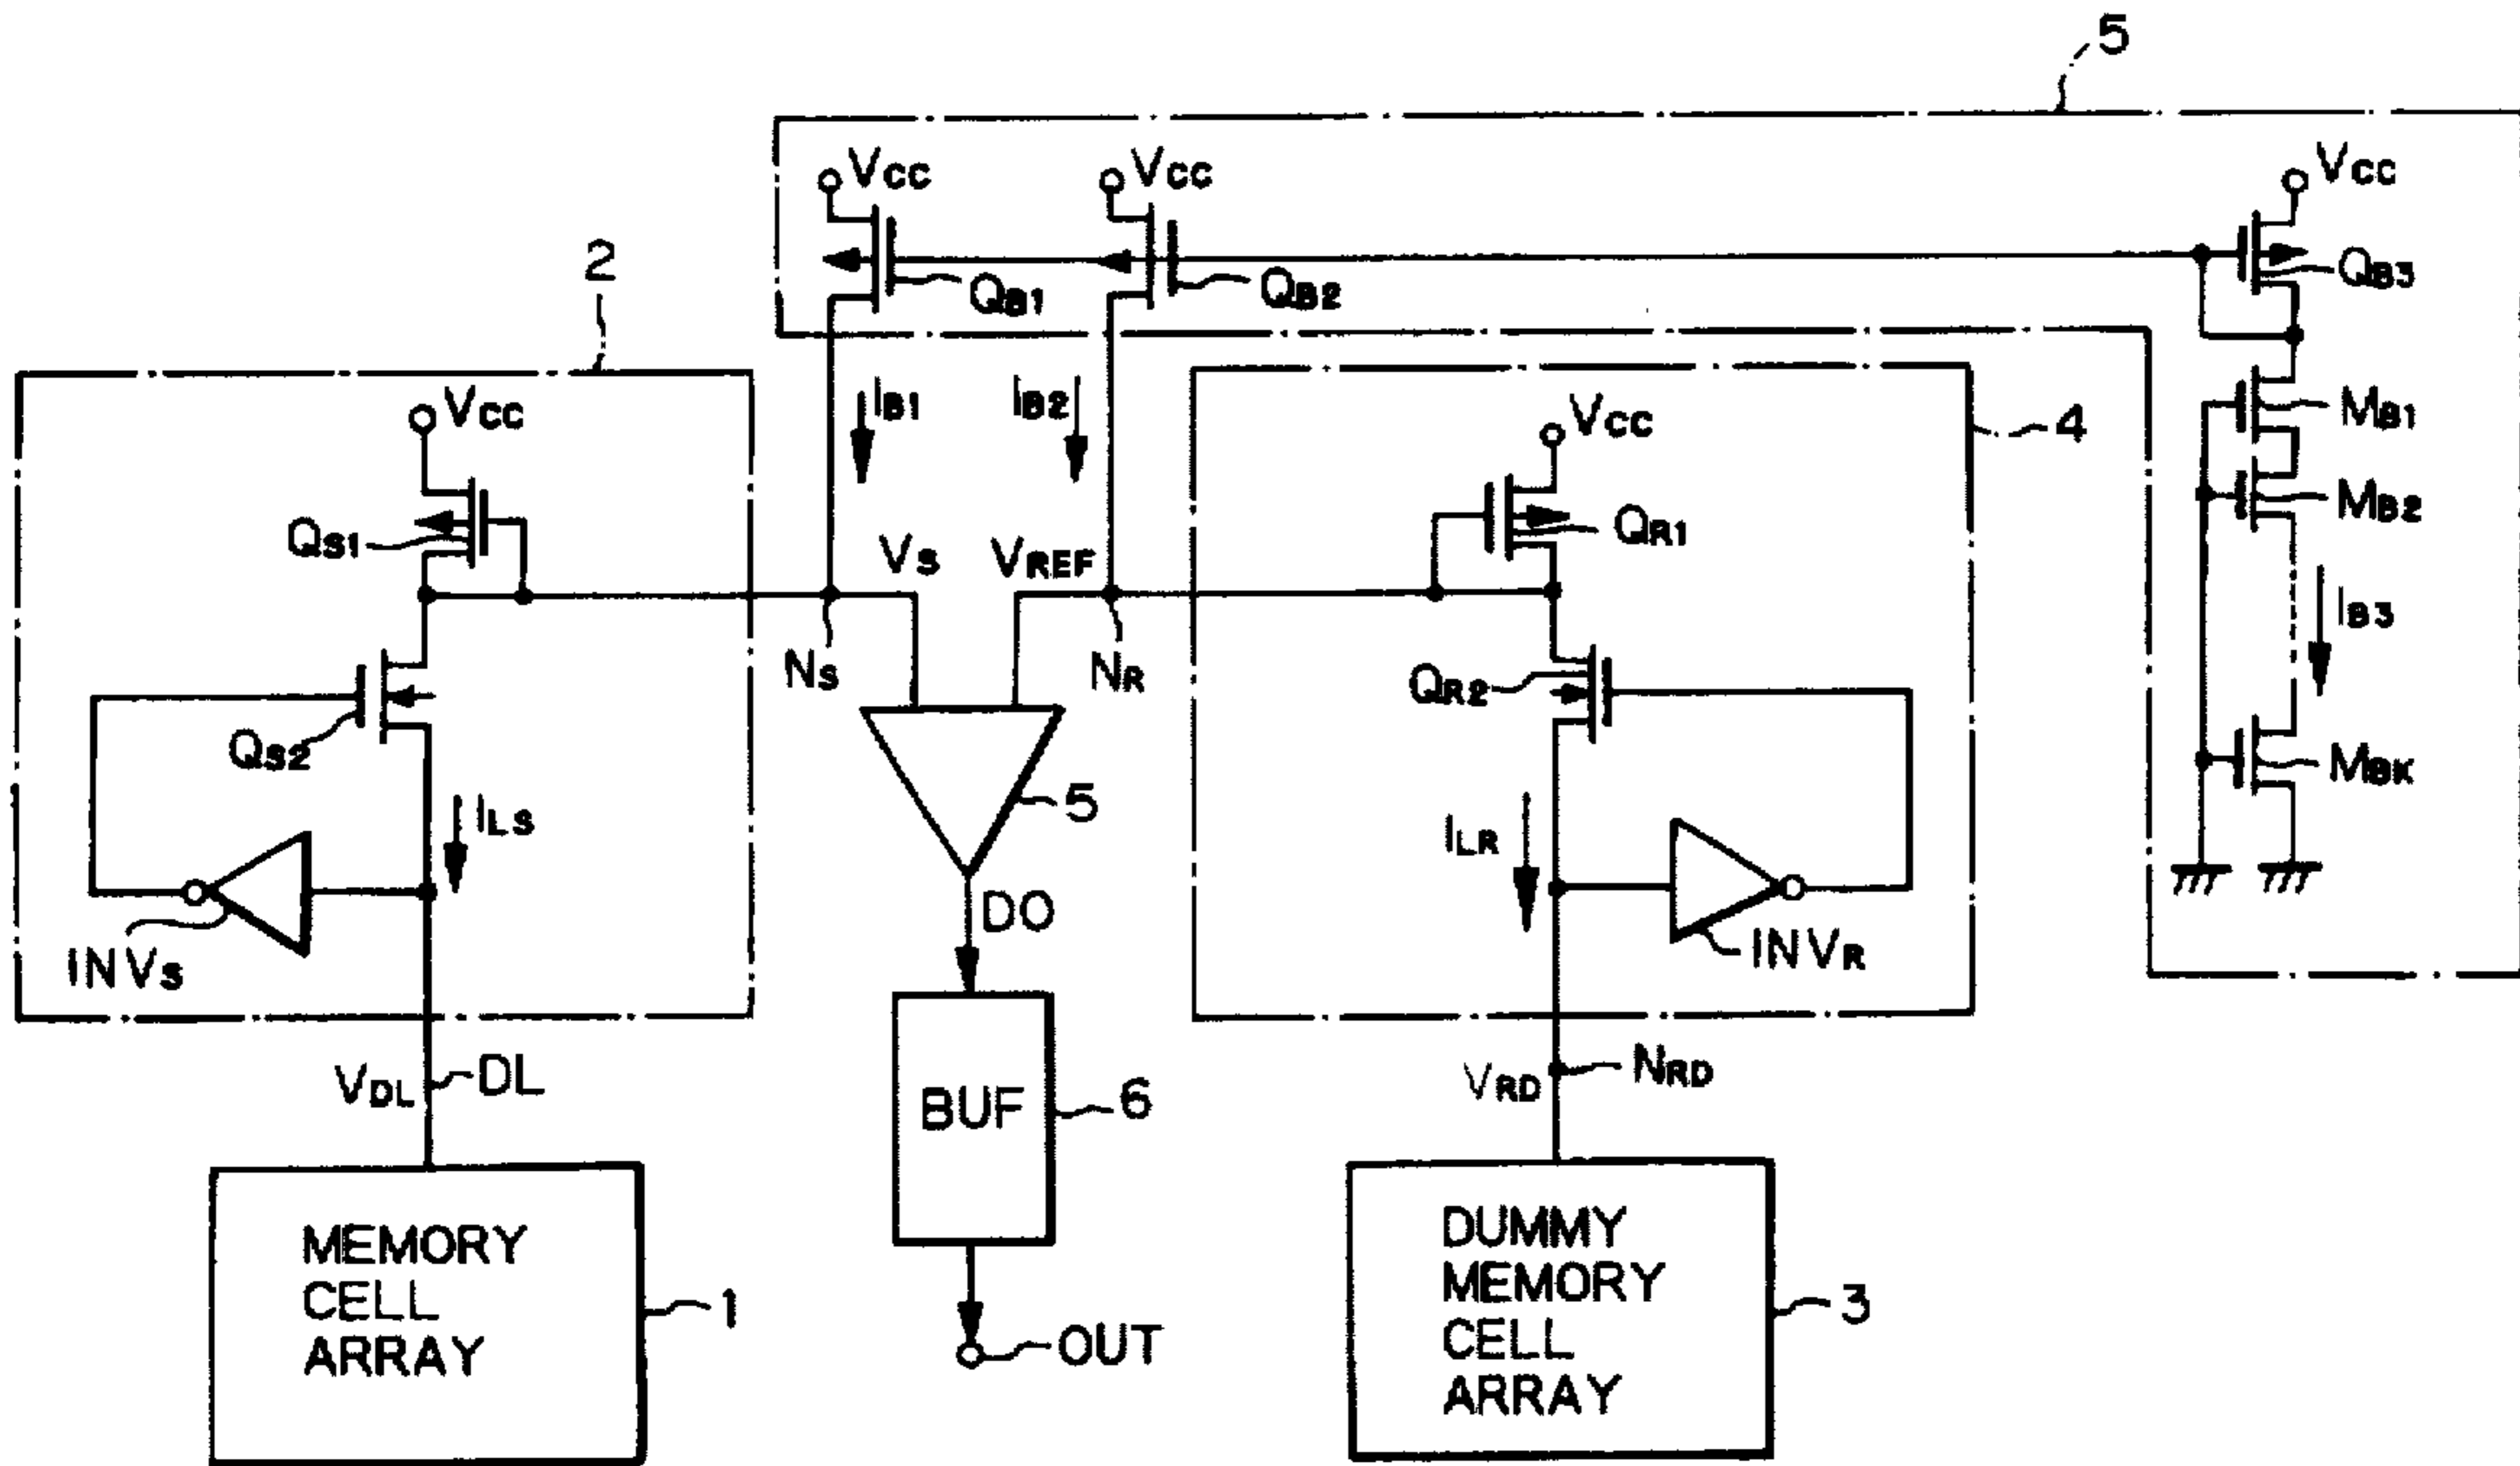 5
VCC
VCC
VCC
2
QB1
QB2
QB3
VCC
IB1
IB2
VCC
4
MB1
MB2
QS1
VS
VREF
QR1
IB3
NS
NR
QR2
QS2
MBK
5
ILS
ILR
DO
INVS
INVR
VDL
DL
BUF
6
VRD
NRD
MEMORY
CELL
ARRAY
1
OUT
DUMMY
MEMORY
CELL
ARRAY
3